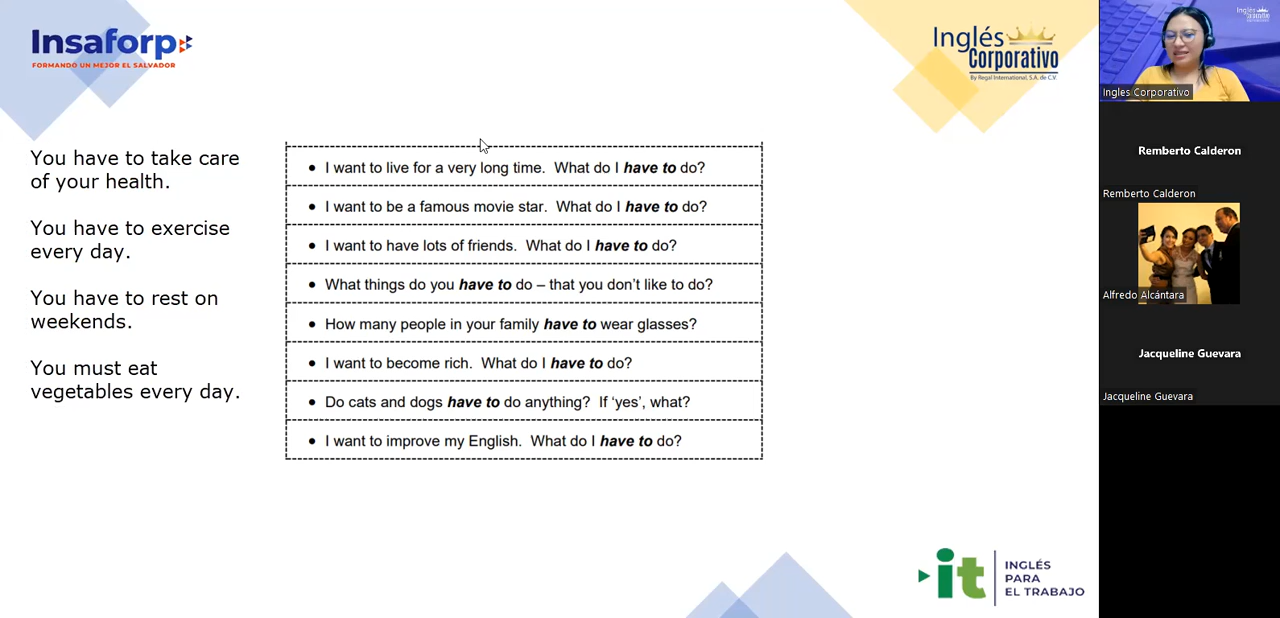 Insaforp
FORMANDO UN MEJOR EL SALVADOR
Inglés
Corporativo
By Regal International, S.A. de C.V.
You have to take care
of your health.
You have to exercise
every day.
You have to rest on
weekends.
You must eat
vegetables every day.
• I want to live for a very long time. What do I have to do?
• I want to be a famous movie star. What do I have to do?
• I want to have lots of friends. What do I have to do?
• What things do you have to do – that you don't like to do?
• How many people in your family have to wear glasses?
• I want to become rich. What do I have to do?
• Do cats and dogs have to do anything? If ‘yes’, what?
• I want to improve my English. What do I have to do?
it
INGLÉS
PARA
EL TRABAJO
Inglés
Corporativo
Ingles Corporativo
Remberto Calderon
Remberto Calderon
Alfredo Alcántara
Jacqueline Guevara
Jacqueline Guevara